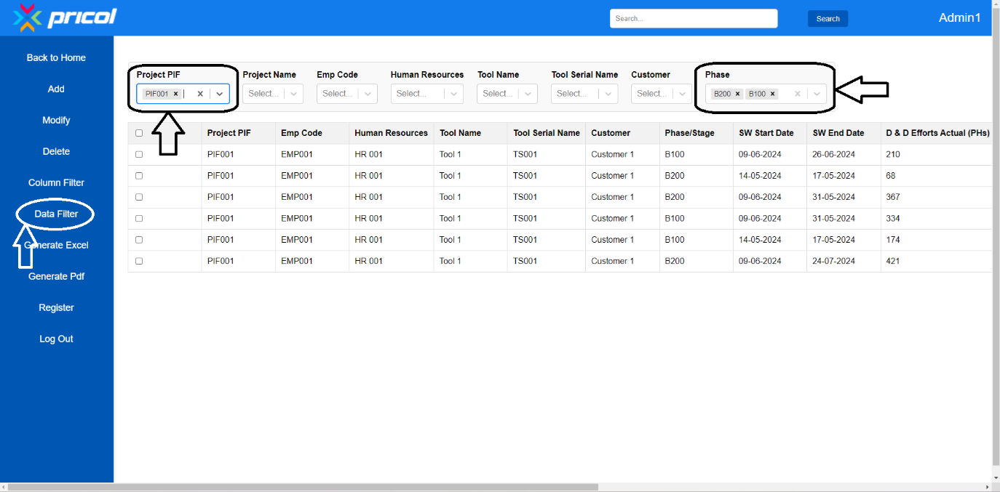 pricol
Search...
Search
Admin1
Back to Home
Add
Modify
Delete
Column Filter
Data Filter
Generate Excel
Generate Pdf
Register
Log Out
Project PIF Project Name Emp Code Human Resources Tool Name Tool Serial Name Customer Phase
PIF001 Select... Select... Select... Select... Select... Select... B200 B100
Project PIF Emp Code Human Resources Tool Name Tool Serial Name Customer Phase/Stage SW Start Date SW End Date D & D Efforts Actual (PHs)
PIF001 EMP001 HR 001 Tool 1 TS001 Customer 1 B100 09-06-2024 26-06-2024 210
PIF001 EMP001 HR 001 Tool 1 TS001 Customer 1 B200 14-05-2024 17-05-2024 68
PIF001 EMP001 HR 001 Tool 1 TS001 Customer 1 B200 09-06-2024 31-05-2024 367
PIF001 EMP001 HR 001 Tool 1 TS001 Customer 1 B100 09-06-2024 31-05-2024 334
PIF001 EMP001 HR 001 Tool 1 TS001 Customer 1 B100 14-05-2024 17-05-2024 174
PIF001 EMP001 HR 001 Tool 1 TS001 Customer 1 B200 09-06-2024 24-07-2024 421